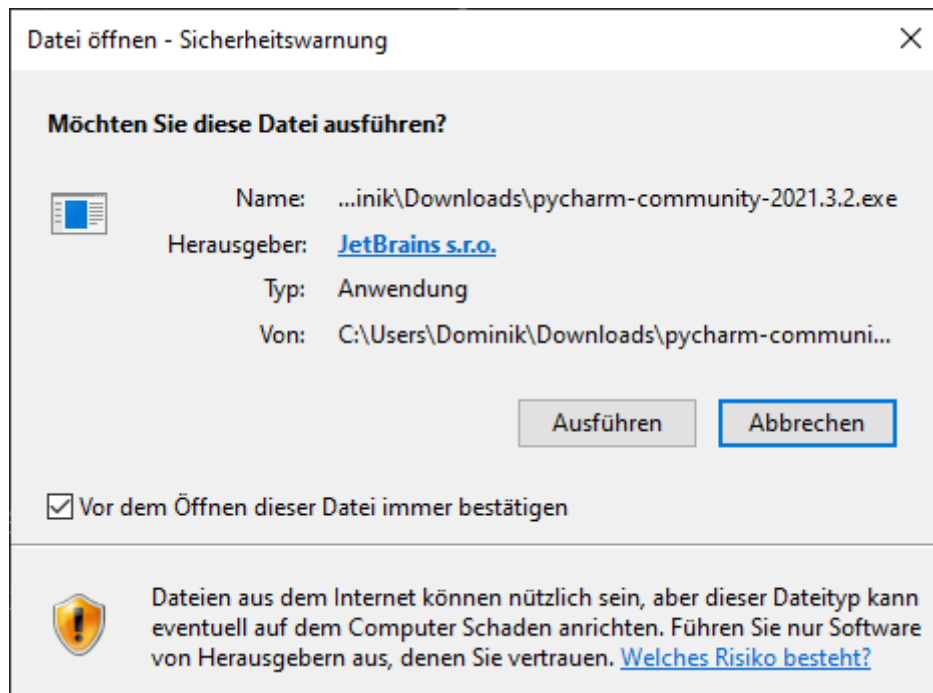 Datei öffnen - Sicherheitswarnung
Möchten Sie diese Datei ausführen?
Name: ...inik\Downloads\pycharm-community-2021.3.2.exe
Herausgeber: JetBrains s.r.o.
Typ: Anwendung
Von: C:\Users\Dominik\Downloads\pycharm-communi...
Ausführen Abbrechen
Vor dem Öffnen dieser Datei immer bestätigen
Dateien aus dem Internet können nützlich sein, aber dieser Dateityp kann
eventuell auf dem Computer Schaden anrichten. Führen Sie nur Software
von Herausgebern aus, denen Sie vertrauen. Welches Risiko besteht?